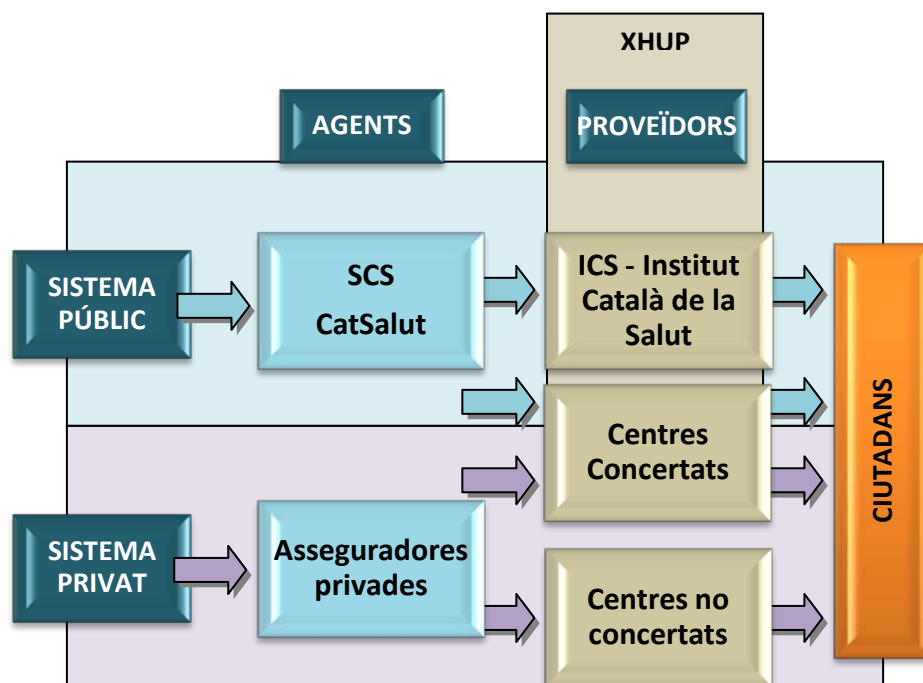 XHUP
AGENTS
PROVEÏDORS
SISTEMA
PÚBLIC
SCS
CatSalut
ICS - Institut
Català de la
Salut
Centres
Concertats
CIUTADANS
SISTEMA
PRIVAT
Asseguradores
privades
Centres no
concertats